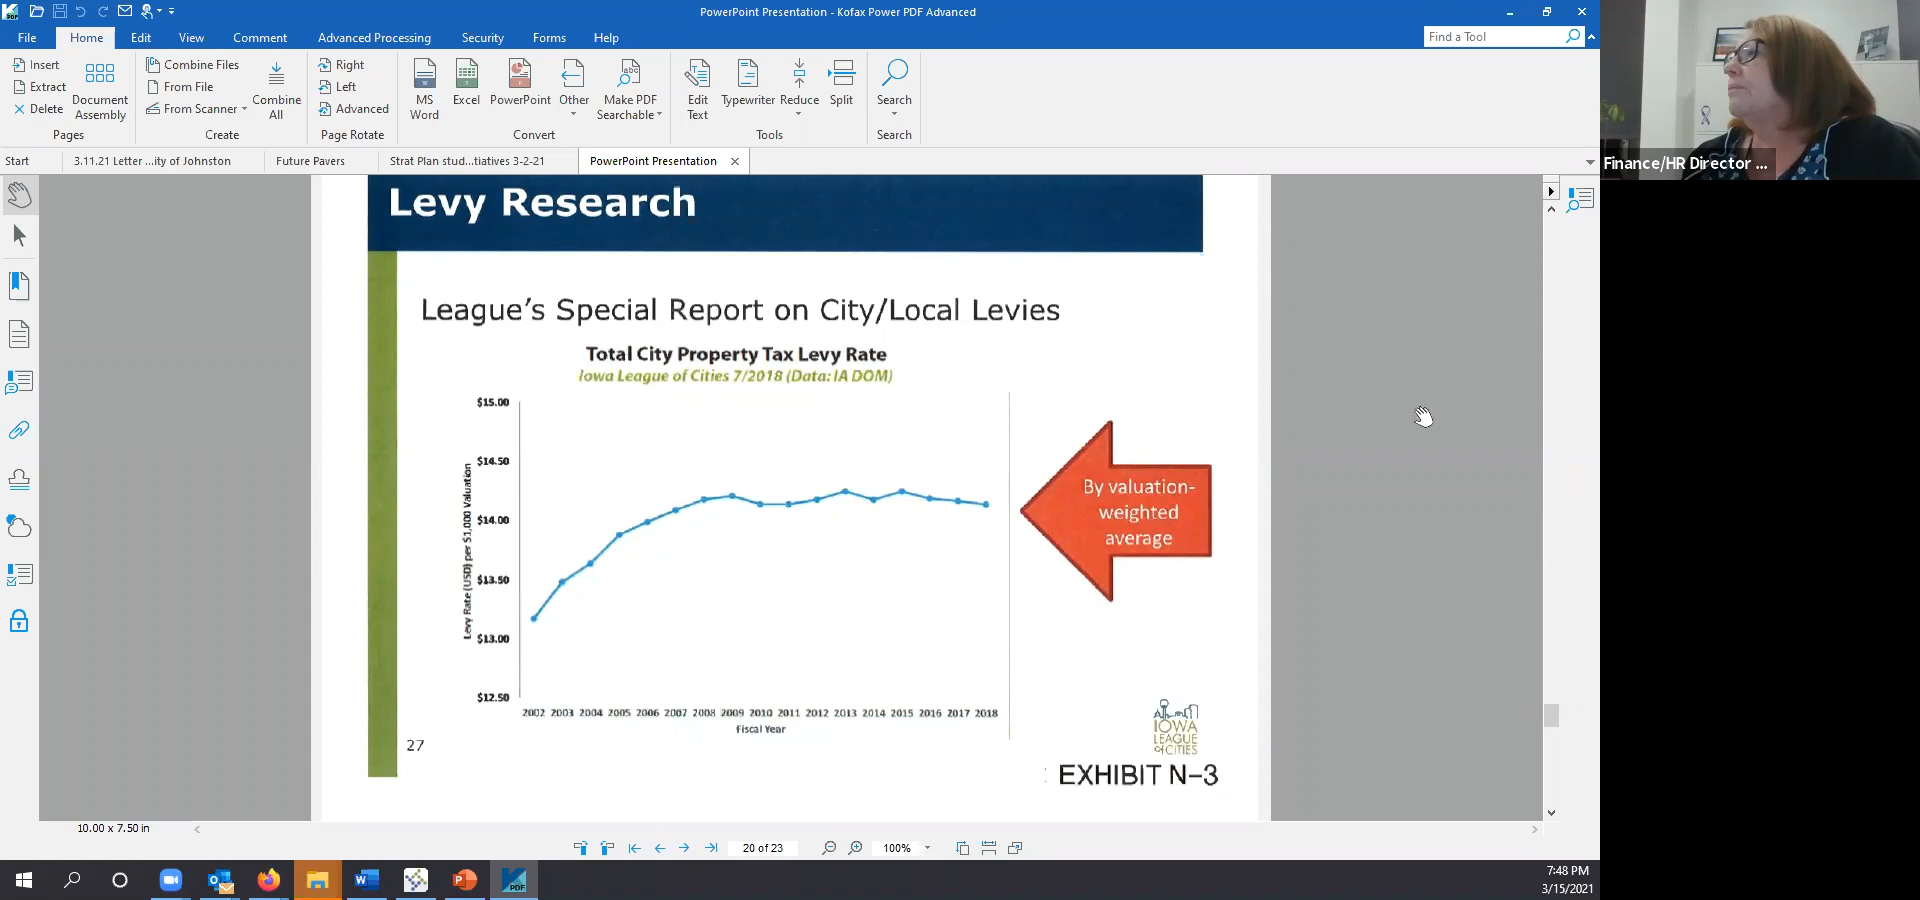 PowerPoint Presentation - Kofax Power PDF Advanced
File Home Edit View Comment Advanced Processing Security Forms Help
Find a Tool
Insert
Extract
Delete
Document
Assembly
Pages
Combine Files
From File
From Scanner
Combine
All
Create
Right
Left
Advanced
Page Rotate
MS
Word
Excel
PowerPoint
Other
Make PDF
Searchable
Convert
Edit
Text
Typewriter
Reduce
Split
Tools
Search
Search
Start
3.11.21 Letter ...ity of Johnston
Future Pavers
Strat Plan stud...tiatives 3-2-21
PowerPoint Presentation
Finance/HR Director ...
Levy Research
League's Special Report on City/Local Levies
Total City Property Tax Levy Rate
Iowa League of Cities 7/2018 (Data: IA DOM)
$15.00
$14.50
$14.00
$13.50
$13.00
$12.50
Levy Rate (USD) per $1,000 Valuation
2002 2003 2004 2005 2006 2007 2008 2009 2010 2011 2012 2013 2014 2015 2016 2017 2018
Fiscal Year
By valuation-
weighted
average
27
IOWA
LEAGUE
of CITIES
EXHIBIT N-3
10.00 x 7.50 in
20 of 23
100%
7:48 PM
3/15/2021